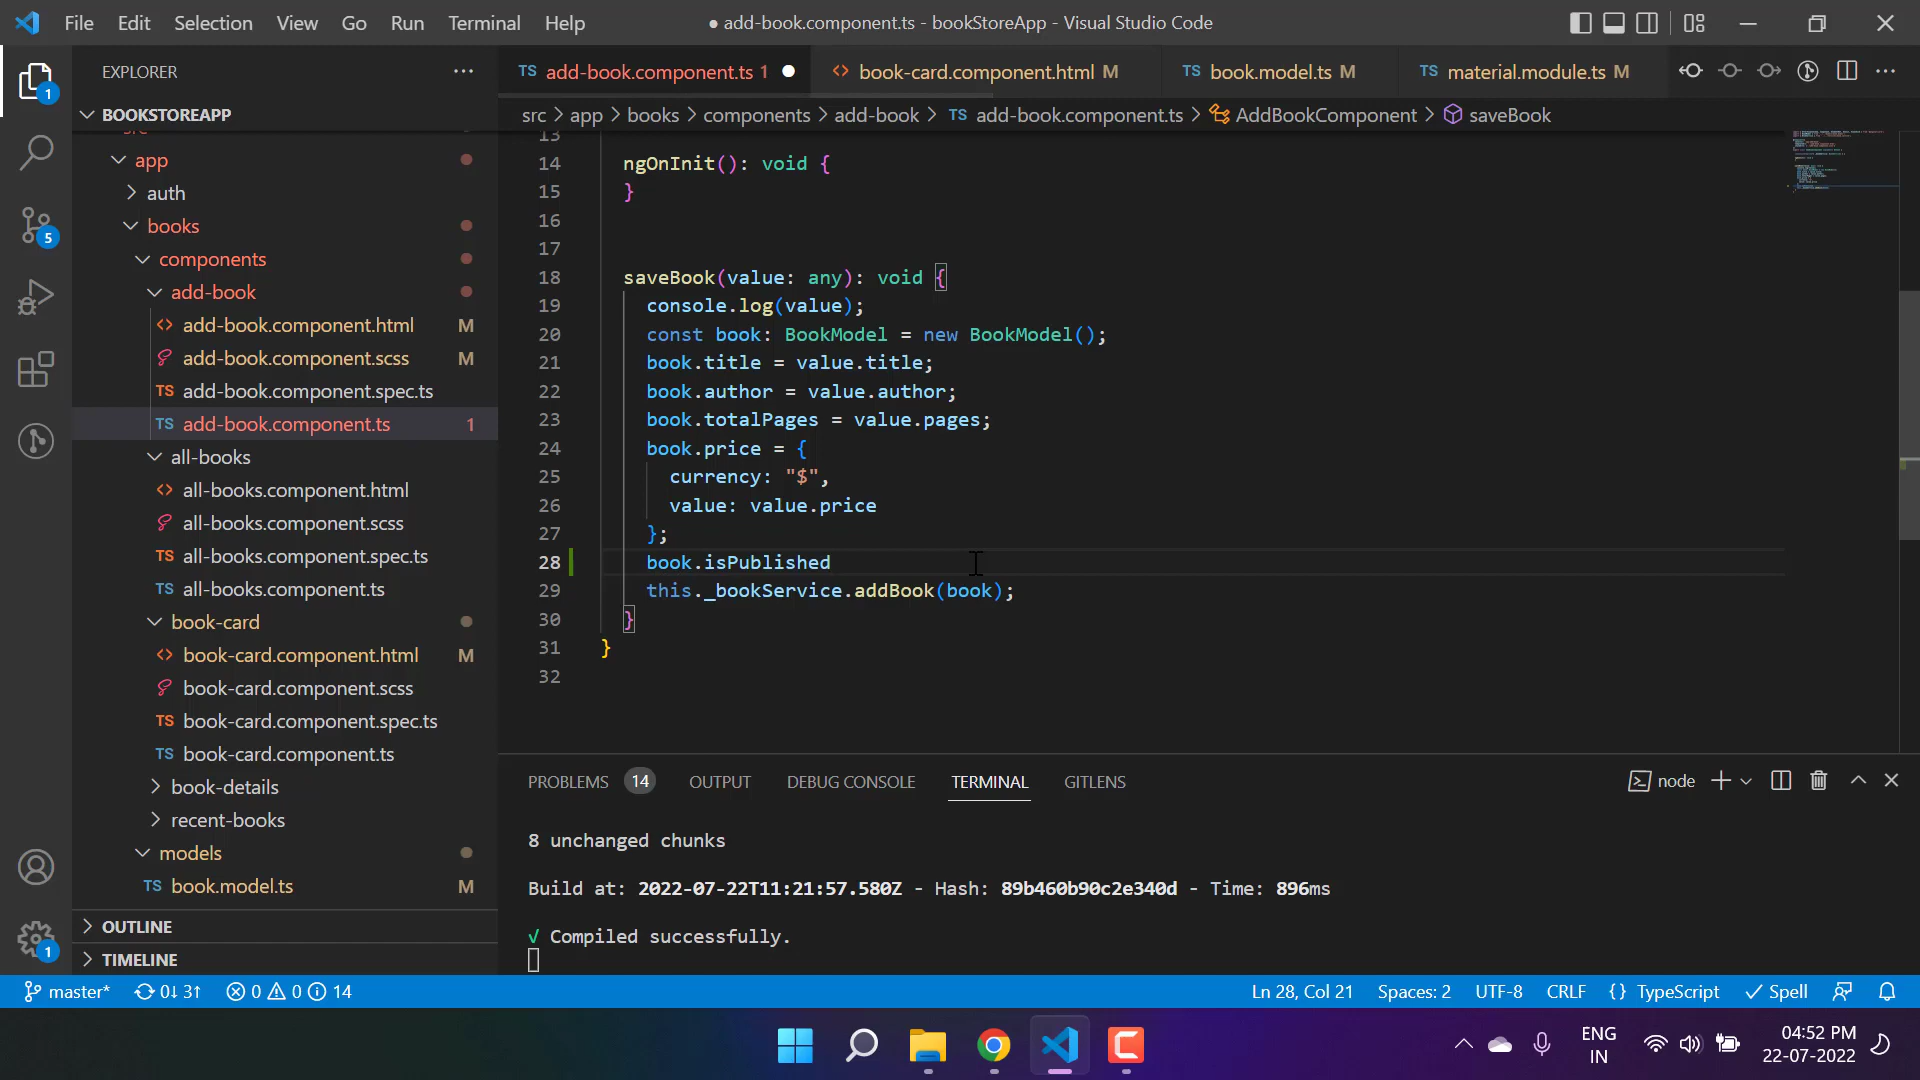 File Edit Selection View Go Run Terminal Help
● add-book.component.ts - bookStoreApp - Visual Studio Code
EXPLORER
BOOKSTOREAPP
src
app
auth
books
components
add-book
add-book.component.html M
add-book.component.scss M
TS add-book.component.spec.ts
TS add-book.component.ts 1
all-books
all-books.component.html
all-books.component.scss
TS all-books.component.spec.ts
TS all-books.component.ts
book-card
book-card.component.html M
book-card.component.scss
TS book-card.component.spec.ts
TS book-card.component.ts
book-details
recent-books
models
TS book.model.ts M
OUTLINE
TIMELINE
1
5
1
TS add-book.component.ts 1 ●
<> book-card.component.html M
TS book.model.ts M
TS material.module.ts M
src > app > books > components > add-book > TS add-book.component.ts > AddBookComponent > saveBook
13
14 ngOnInit(): void {
15 }
16
17
18 saveBook(value: any): void {
19 console.log(value);
20 const book: BookModel = new BookModel();
21 book.title = value.title;
22 book.author = value.author;
23 book.totalPages = value.pages;
24 book.price = {
25 currency: "$",
26 value: value.price
27 };
28 book.isPublished
29 this._bookService.addBook(book);
30 }
31 }
32
PROBLEMS 14 OUTPUT DEBUG CONSOLE TERMINAL GITLENS
node
8 unchanged chunks
Build at: 2022-07-22T11:21:57.580Z - Hash: 89b460b90c2e340d - Time: 896ms
√ Compiled successfully.
master* 0↓ 3↑ 0 0 14
Ln 28, Col 21 Spaces: 2 UTF-8 CRLF {} TypeScript ✓ Spell
ENG
IN
04:52 PM
22-07-2022